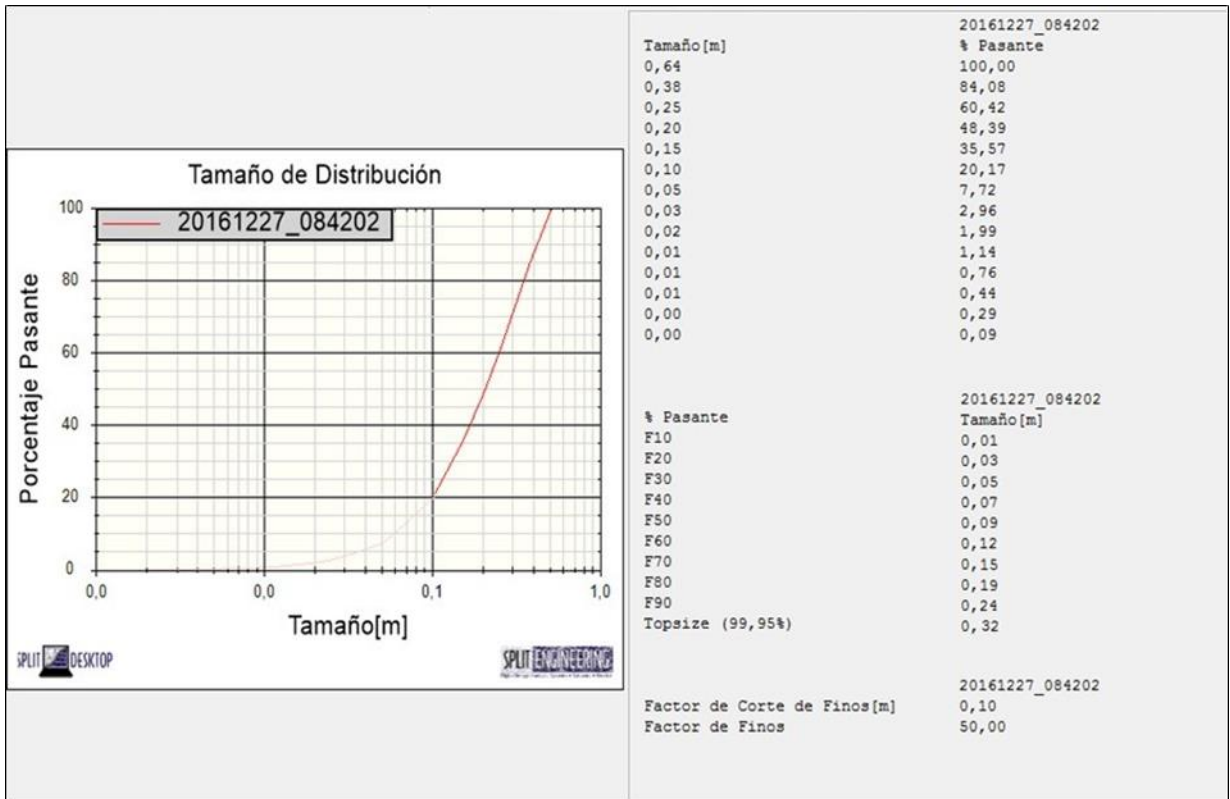 Tamaño de Distribución
20161227_084202
Porcentaje Pasante
100
80
60
40
20
0
0,0 0,0 0,1 1,0
Tamaño[m]
SPLIT DESKTOP
SPLIT ENGINEERING
20161227_084202
Tamaño[m] % Pasante
0,64 100,00
0,38 84,08
0,25 60,42
0,20 48,39
0,15 35,57
0,10 20,17
0,05 7,72
0,03 2,96
0,02 1,99
0,01 1,14
0,01 0,76
0,01 0,44
0,00 0,29
0,00 0,09
20161227_084202
% Pasante Tamaño[m]
F10 0,01
F20 0,03
F30 0,05
F40 0,07
F50 0,09
F60 0,12
F70 0,15
F80 0,19
F90 0,24
Topsize (99,95%) 0,32
20161227_084202
Factor de Corte de Finos[m] 0,10
Factor de Finos 50,00